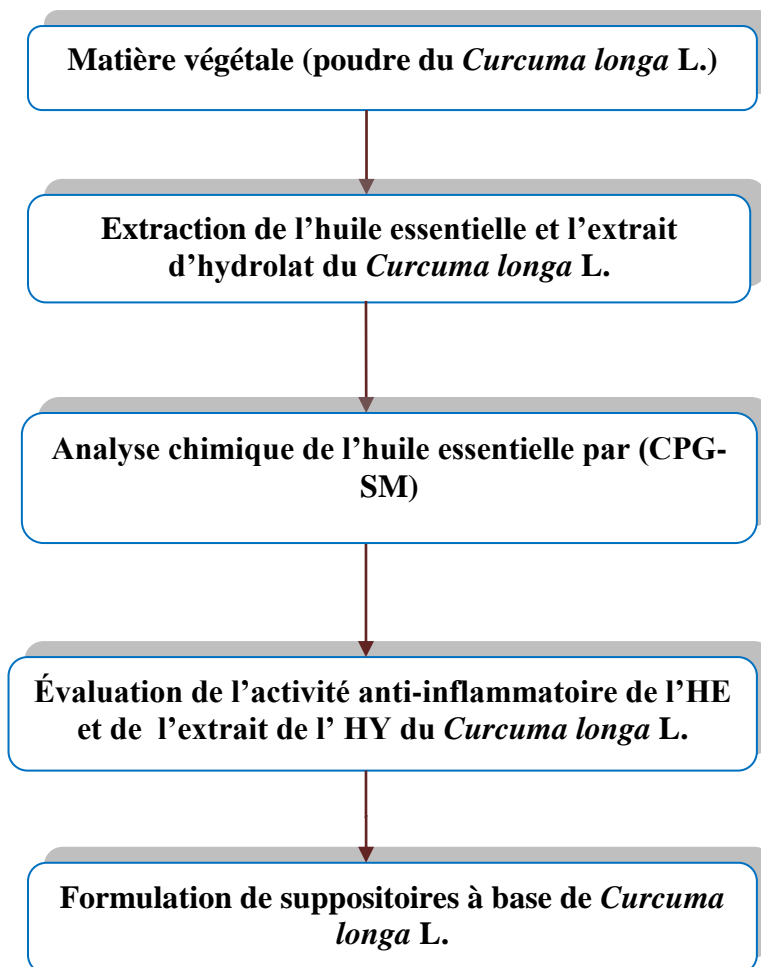 Matière végétale (poudre du Curcuma longa L.)
Extraction de l’huile essentielle et l’extrait
d’hydrolat du Curcuma longa L.
Analyse chimique de l’huile essentielle par (CPG-
SM)
Évaluation de l’activité anti-inflammatoire de l’HE
et de l’extrait de l’ HY du Curcuma longa L.
Formulation de suppositoires à base de Curcuma
longa L.